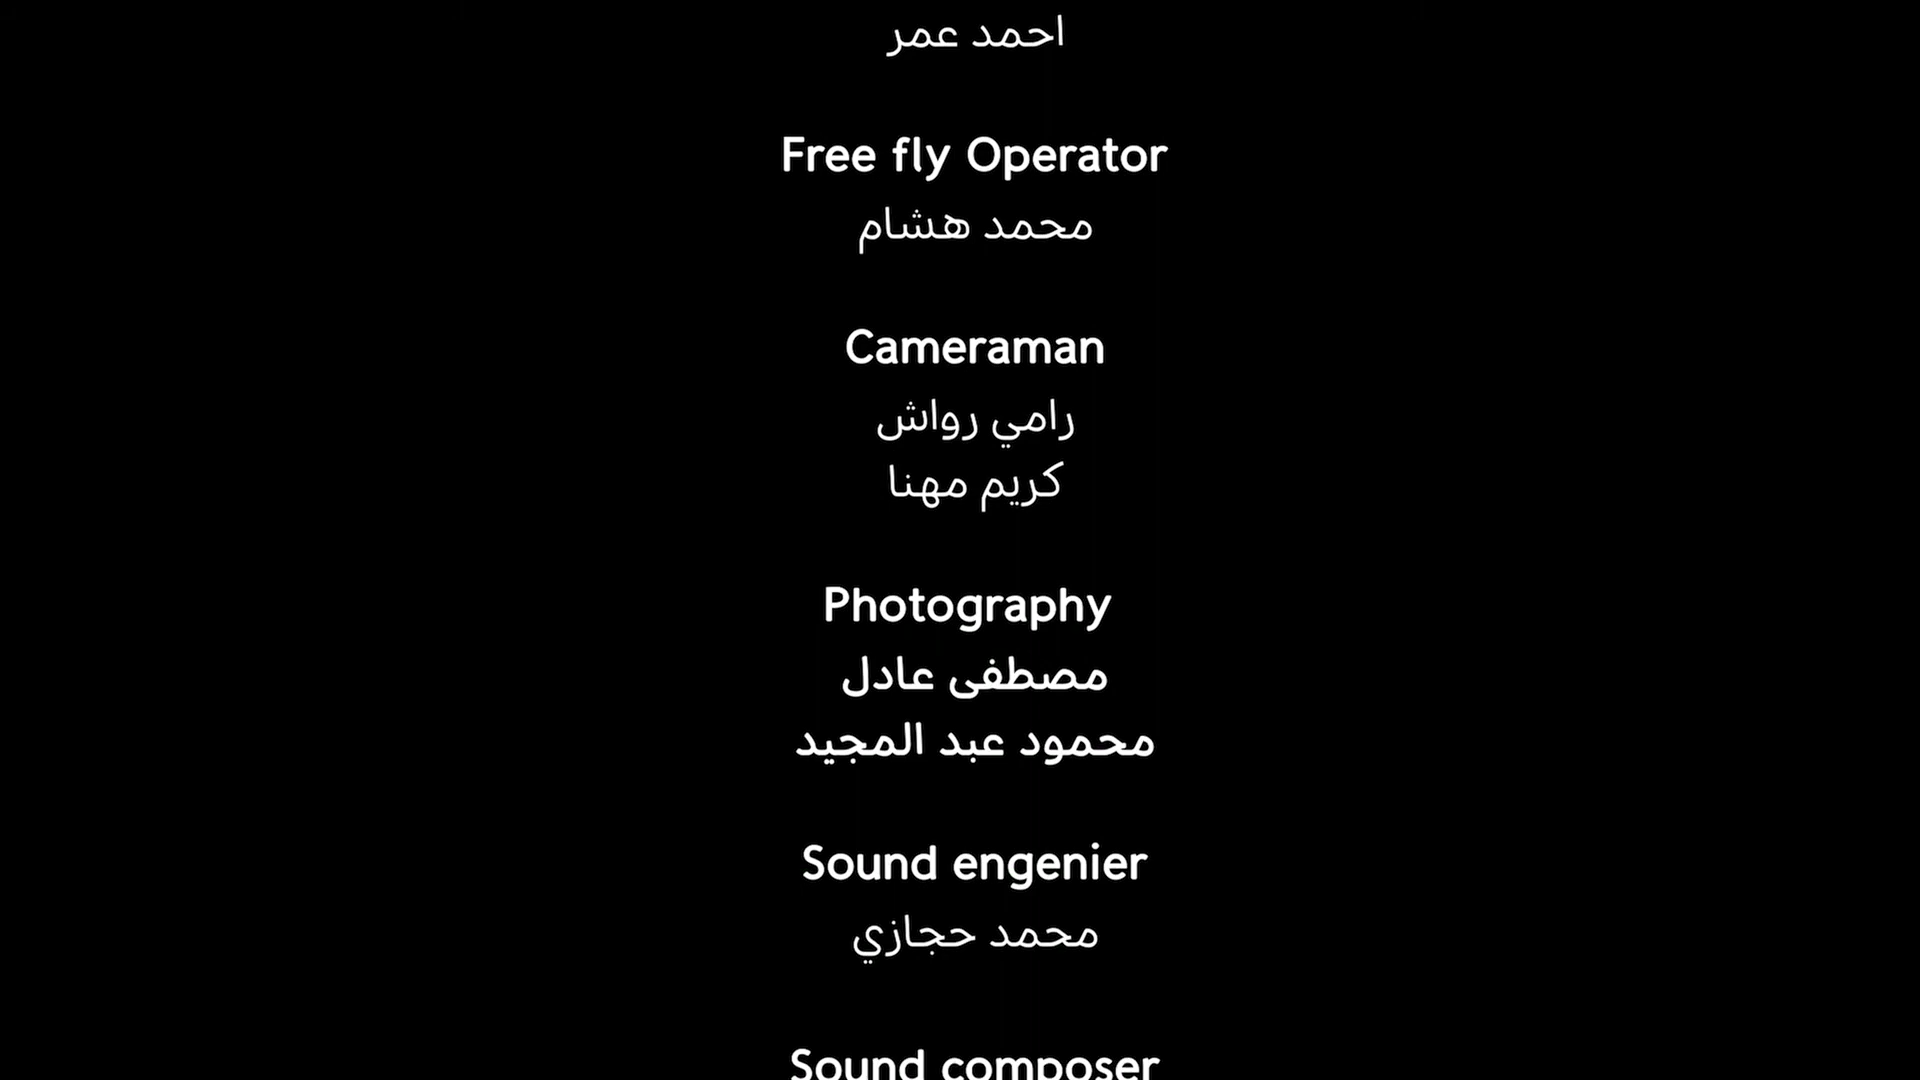 احمد عمر
Free fly Operator
محمد هشام
Cameraman
رامي رواش
كريم مهنا
Photography
مصطفى عادل
محمود عبد المجيد
Sound engenier
محمد حجازي
Sound composer